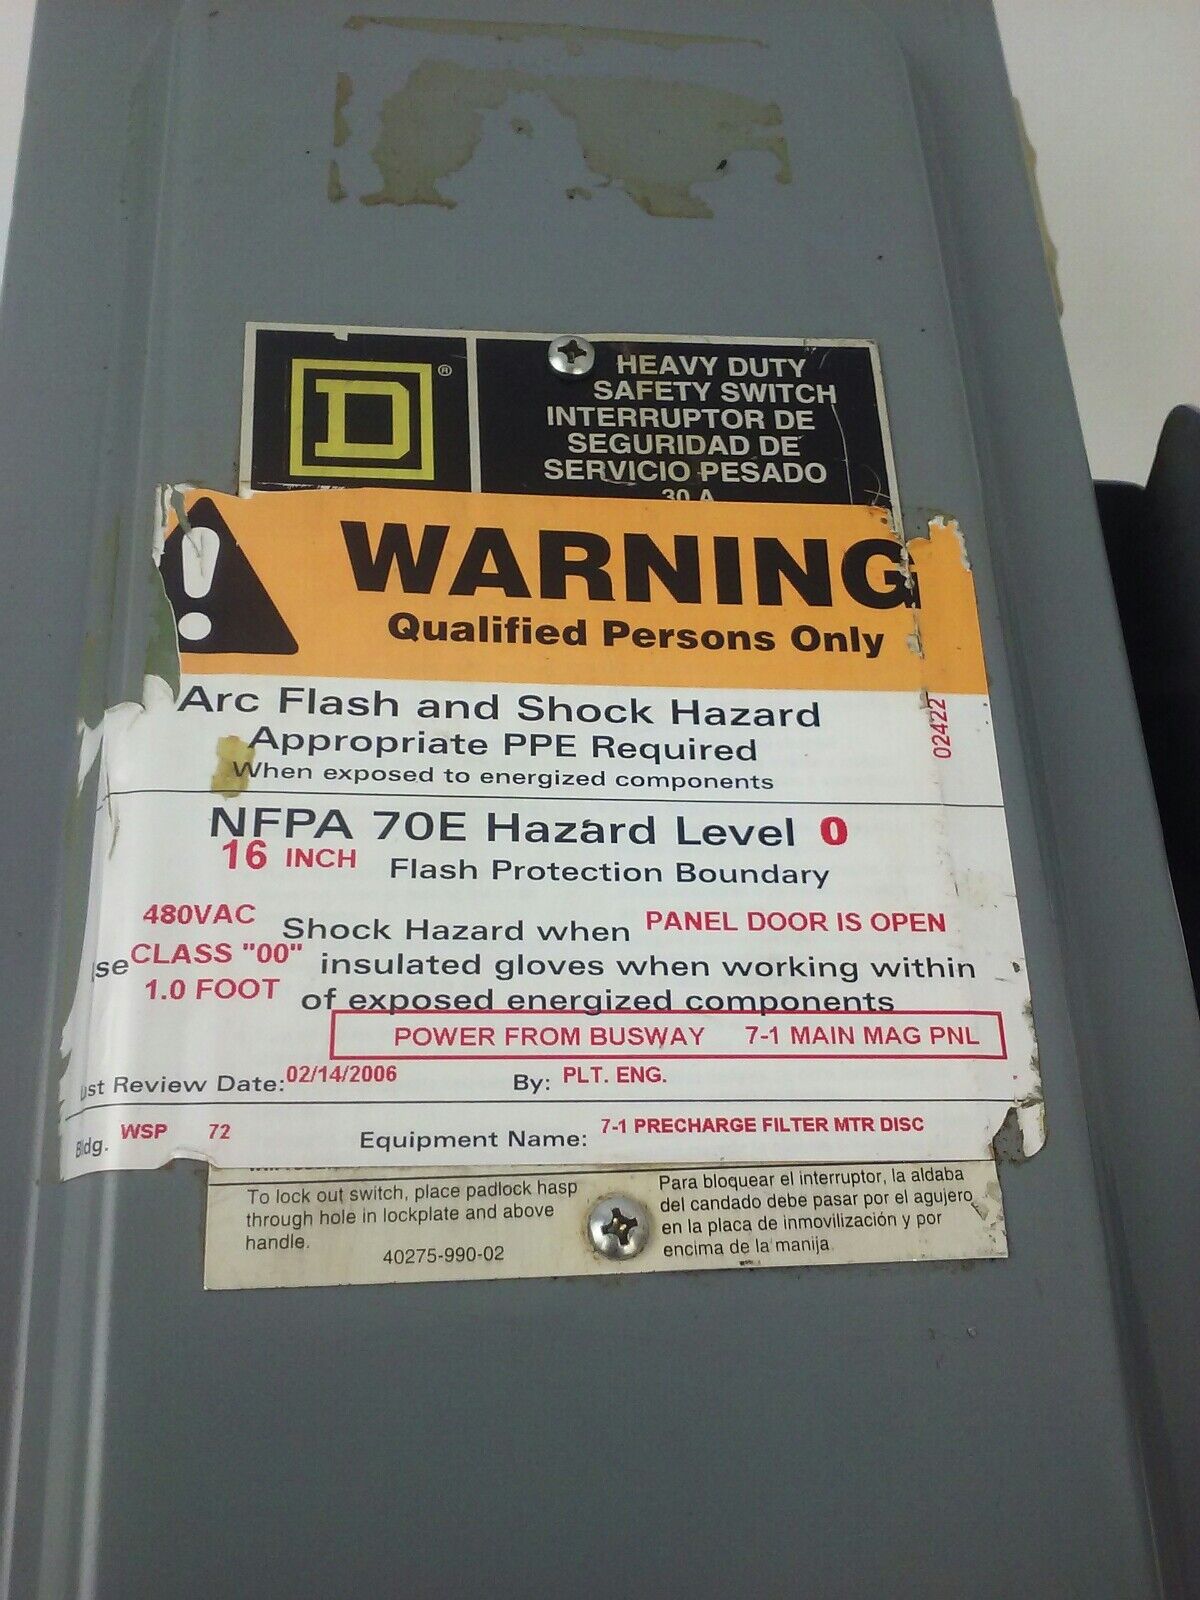 D ®
HEAVY DUTY
SAFETY SWITCH
INTERRUPTOR DE
SEGURIDAD DE
SERVICIO PESADO
30 A
WARNING
Qualified Persons Only
Arc Flash and Shock Hazard
Appropriate PPE Required
When exposed to energized components
02422
NFPA 70E Hazard Level 0
16 INCH Flash Protection Boundary
480VAC Shock Hazard when PANEL DOOR IS OPEN
se CLASS "00" insulated gloves when working within
1.0 FOOT of exposed energized components
POWER FROM BUSWAY 7-1 MAIN MAG PNL
ast Review Date: 02/14/2006 By: PLT. ENG.
Bldg. WSP 72 Equipment Name: 7-1 PRECHARGE FILTER MTR DISC
To lock out switch, place padlock hasp
through hole in lockplate and above
handle.
40275-990-02
Para bloquear el interruptor, la aldaba
del candado debe pasar por el agujero
en la placa de inmovilización y por
encima de la manija.